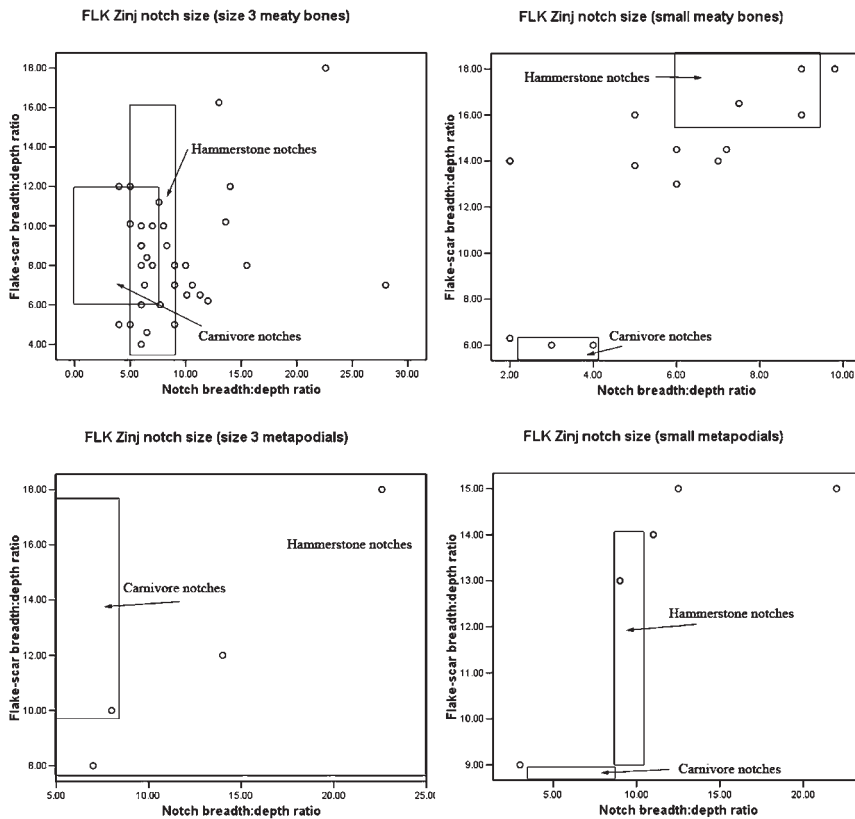 FLK Zinj notch size (size 3 meaty bones)
Flake-scar breadth:depth ratio
18.00
16.00
14.00
12.00
10.00
8.00
6.00
4.00
Hammerstone notches
Carnivore notches
0.00 5.00 10.00 15.00 20.00 25.00 30.00
Notch breadth:depth ratio
FLK Zinj notch size (small meaty bones)
Flake-scar breadth:depth ratio
18.00
16.00
14.00
12.00
10.00
8.00
6.00
Hammerstone notches
Carnivore notches
2.00 4.00 6.00 8.00 10.00
Notch breadth:depth ratio
FLK Zinj notch size (size 3 metapodials)
Flake-scar breadth:depth ratio
18.00
16.00
14.00
12.00
10.00
8.00
Hammerstone notches
Carnivore notches
5.00 10.00 15.00 20.00 25.00
Notch breadth:depth ratio
FLK Zinj notch size (small metapodials)
Flake-scar breadth:depth ratio
15.00
14.00
13.00
12.00
11.00
10.00
9.00
Hammerstone notches
Carnivore notches
5.00 10.00 15.00 20.00
Notch breadth:depth ratio